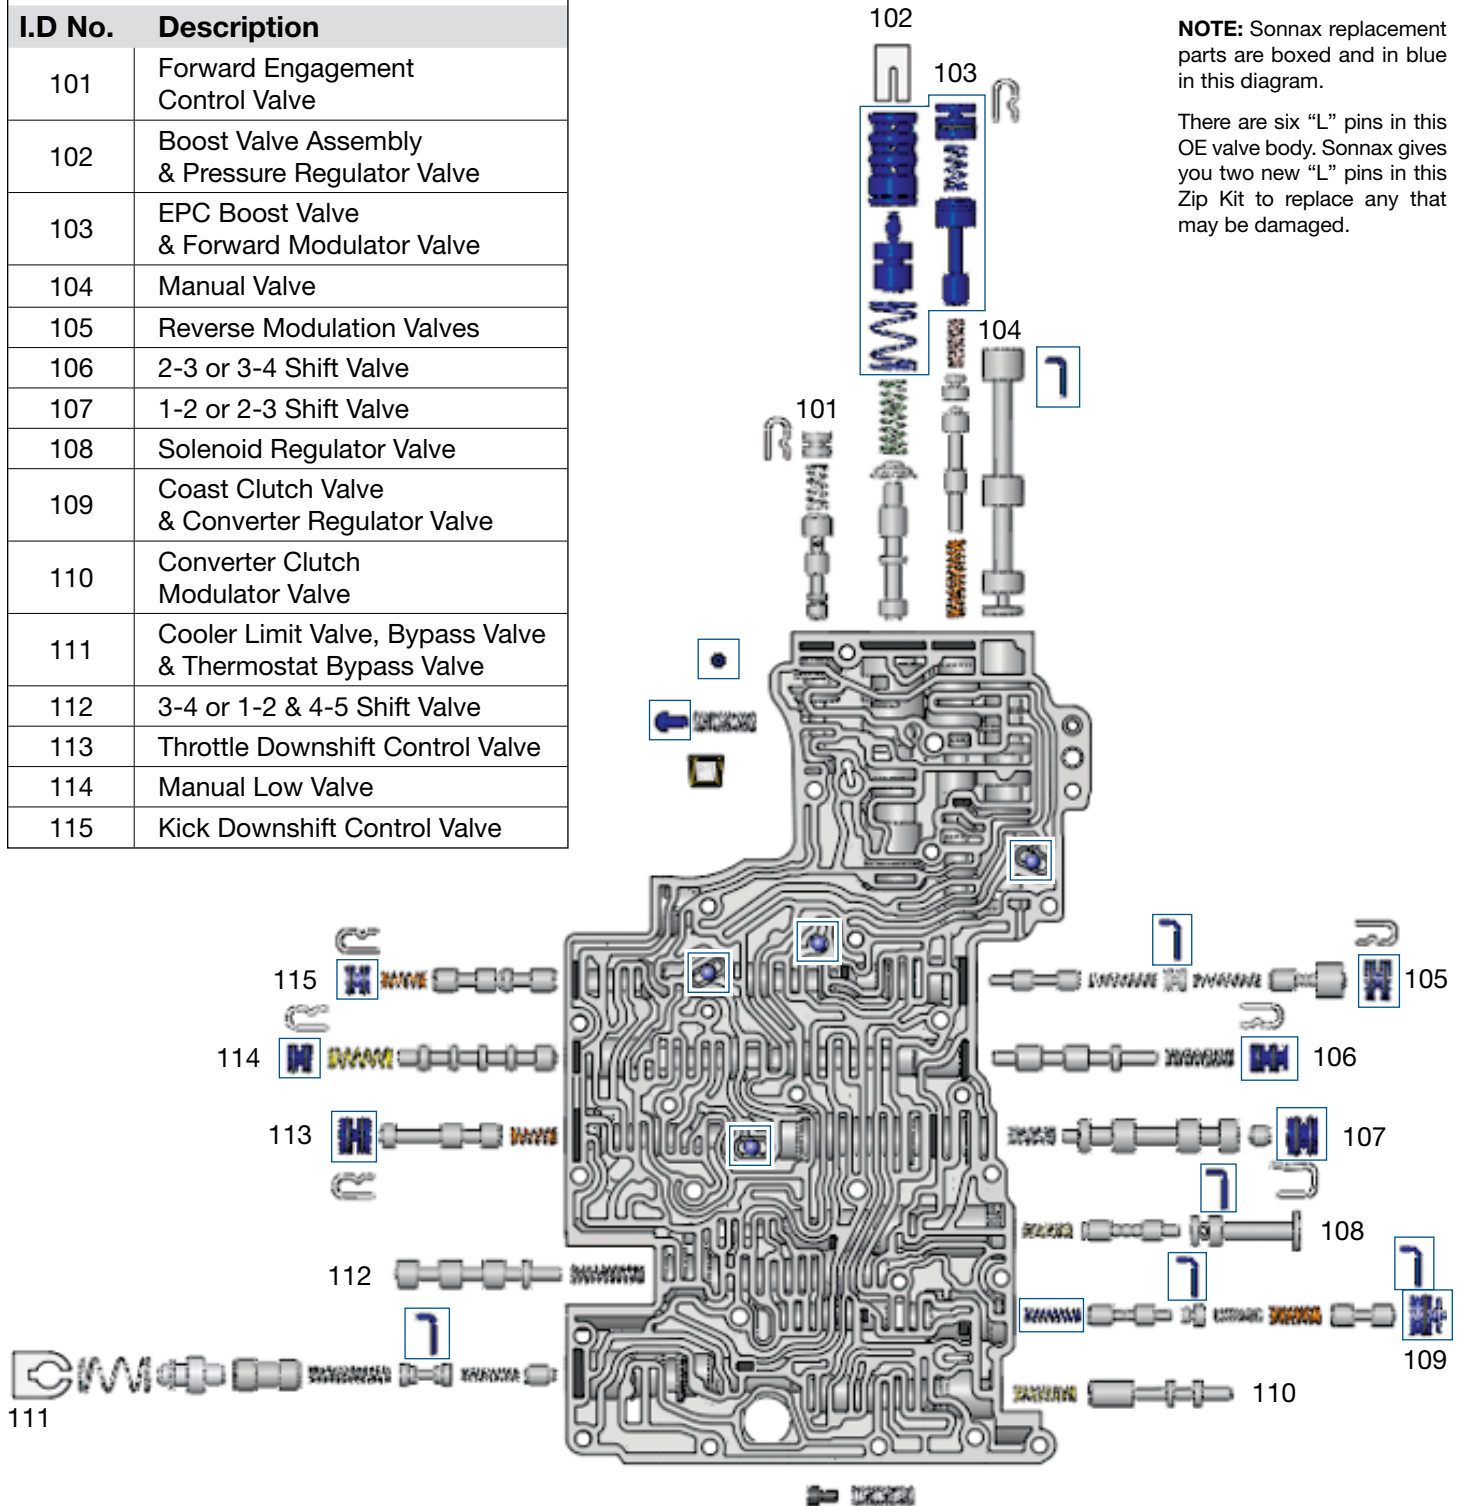 I.D No. Description
101 Forward Engagement
Control Valve
102 Boost Valve Assembly
& Pressure Regulator Valve
103 EPC Boost Valve
& Forward Modulator Valve
104 Manual Valve
105 Reverse Modulation Valves
106 2-3 or 3-4 Shift Valve
107 1-2 or 2-3 Shift Valve
108 Solenoid Regulator Valve
109 Coast Clutch Valve
& Converter Regulator Valve
110 Converter Clutch
Modulator Valve
111 Cooler Limit Valve, Bypass Valve
& Thermostat Bypass Valve
112 3-4 or 1-2 & 4-5 Shift Valve
113 Throttle Downshift Control Valve
114 Manual Low Valve
115 Kick Downshift Control Valve
NOTE: Sonnax replacement
parts are boxed and in blue
in this diagram.
There are six “L” pins in this
OE valve body. Sonnax gives
you two new “L” pins in this
Zip Kit to replace any that
may be damaged.
102
103
104
101
115
105
114
106
113
107
108
112
109
110
111